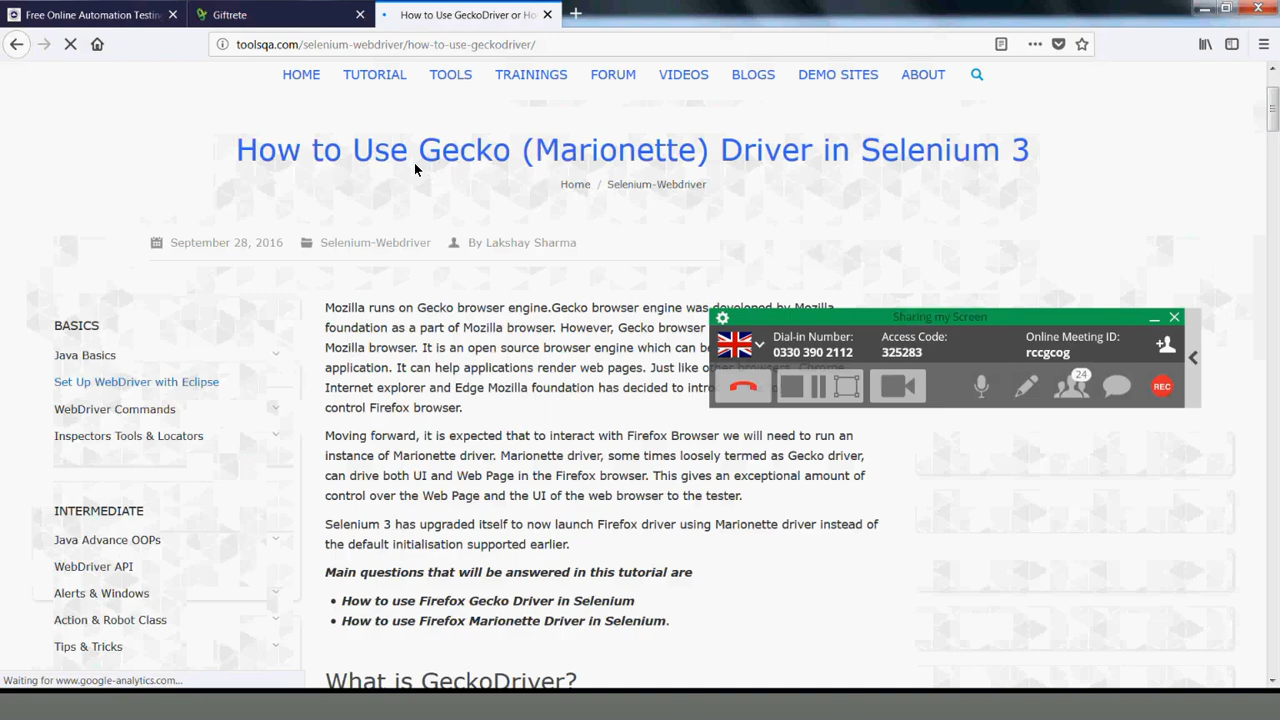 Free Online Automation Testin
Giftrete
How to Use GeckoDriver or Ho
toolsqa.com/selenium-webdriver/how-to-use-geckodriver/
HOME TUTORIAL TOOLS TRAININGS FORUM VIDEOS BLOGS DEMO SITES ABOUT
How to Use Gecko (Marionette) Driver in Selenium 3
Home / Selenium-Webdriver
September 28, 2016 Selenium-Webdriver By Lakshay Sharma
BASICS
Java Basics
Set Up WebDriver with Eclipse
WebDriver Commands
Inspectors Tools & Locators
INTERMEDIATE
Java Advance OOPs
WebDriver API
Alerts & Windows
Action & Robot Class
Tips & Tricks
Mozilla runs on Gecko browser engine.Gecko browser engine was developed by Mozilla
foundation as a part of Mozilla browser. However, Gecko browser
Mozilla browser. It is an open source browser engine which can be
application. It can help applications render web pages. Just like other browsers, Chrome,
Internet explorer and Edge Mozilla foundation has decided to intro
control Firefox browser.
Moving forward, it is expected that to interact with Firefox Browser we will need to run an
instance of Marionette driver. Marionette driver, some times loosely termed as Gecko driver,
can drive both UI and Web Page in the Firefox browser. This gives an exceptional amount of
control over the Web Page and the UI of the web browser to the tester.
Selenium 3 has upgraded itself to now launch Firefox driver using Marionette driver instead of
the default initialisation supported earlier.
Main questions that will be answered in this tutorial are
• How to use Firefox Gecko Driver in Selenium
• How to use Firefox Marionette Driver in Selenium.
What is GeckoDriver?
Sharing my Screen
Dial-in Number: Access Code: Online Meeting ID:
0330 390 2112 325283 rccgcog
24
REC
Waiting for www.google-analytics.com...